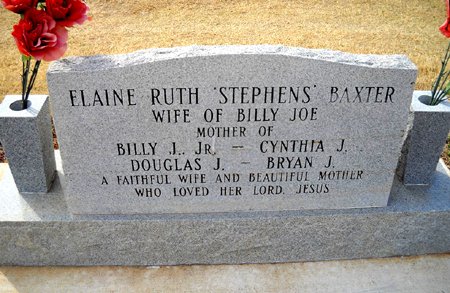 ELAINE RUTH 'STEPHENS' BAXTER
WIFE OF BILLY JOE
MOTHER OF
BILLY J., JR. – CYNTHIA J.
DOUGLAS J. – BRYAN J.
A FAITHFUL WIFE AND BEAUTIFUL MOTHER
WHO LOVED HER LORD, JESUS